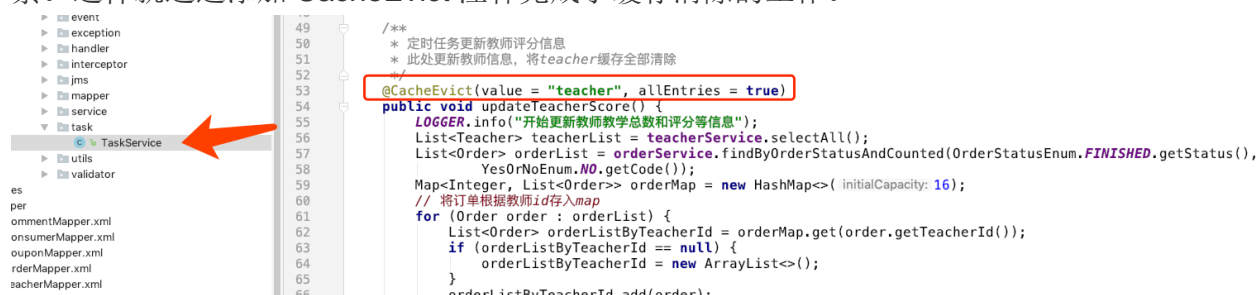 event
exception
handler
interceptor
jms
mapper
service
task
TaskService
utils
validator
es
per
ommentMapper.xml
onsumerMapper.xml
ouponMapper.xml
rderMapper.xml
eacherMapper.xml
49 /**
50 * 定时任务更新教师评分信息
51 * 此处更新教师信息，将teacher缓存全部清除
52 */
53 @CacheEvict(value = "teacher", allEntries = true)
54 public void updateTeacherScore() {
55 LOGGER.info("开始更新教师教学总数和评分等信息");
56 List<Teacher> teacherList = teacherService.selectAll();
57 List<Order> orderList = orderService.findByOrderStatusAndCounted(OrderStatusEnum.FINISHED.getStatus(),
58 YesOrNoEnum.NO.getCode());
59 Map<Integer, List<Order>> orderMap = new HashMap<>( initialCapacity: 16);
60 // 将订单根据教师id存入map
61 for (Order order : orderList) {
62 List<Order> orderListByTeacherId = orderMap.get(order.getTeacherId());
63 if (orderListByTeacherId == null) {
64 orderListByTeacherId = new ArrayList<>();
65 }
66 orderListByTeacherId.add(order);